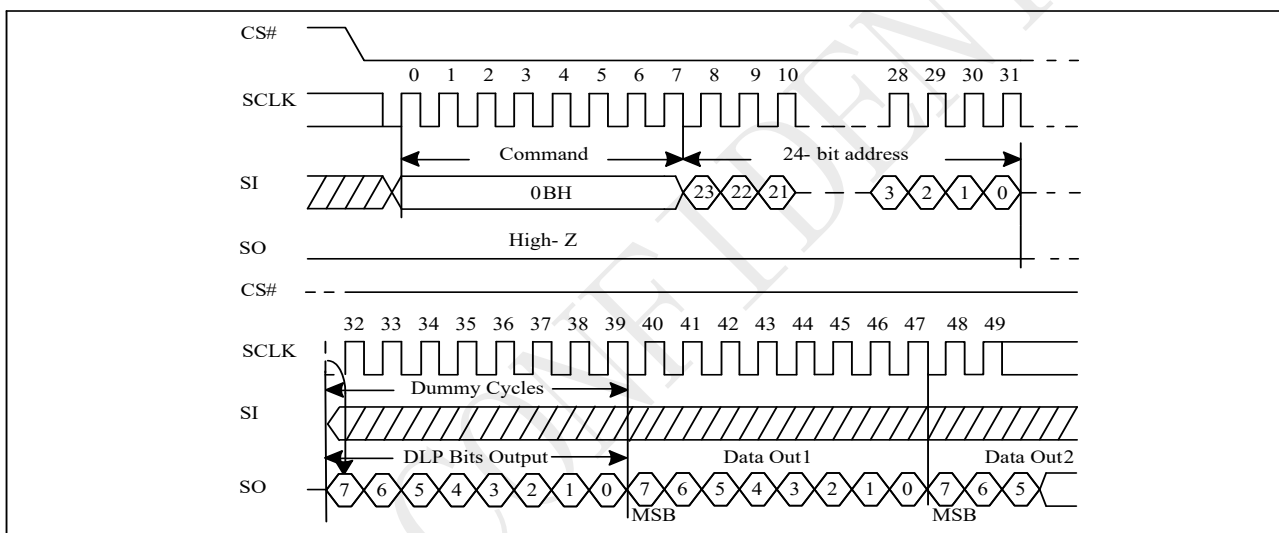 CS#
0 1 2 3 4 5 6 7 8 9 10 28 29 30 31
SCLK
Command 24- bit address
SI 0BH 23 22 21 3 2 1 0
High- Z
SO
CS#
32 33 34 35 36 37 38 39 40 41 42 43 44 45 46 47 48 49
SCLK
Dummy Cycles
SI
DLP Bits Output Data Out1 Data Out2
SO 7 6 5 4 3 2 1 0 7 6 5 4 3 2 1 0 7 6 5
MSB MSB
CONFIDENT